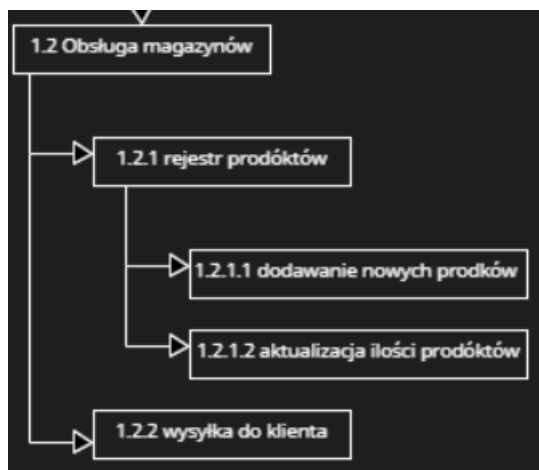 1.2 Obsługa magazynów
1.2.1 rejestr prodóktów
1.2.1.1 dodawanie nowych prodków
1.2.1.2 aktualizacja ilości prodóktów
1.2.2 wysyłka do klienta